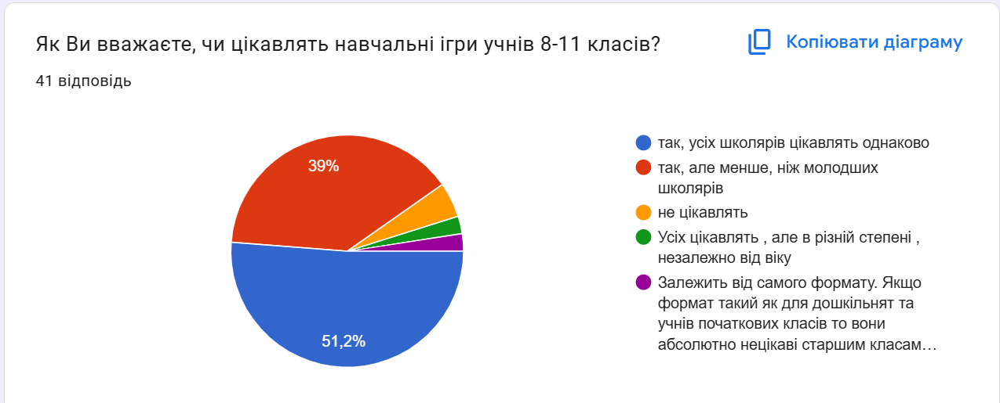 Як Ви вважаєте, чи цікавлять навчальні ігри учнів 8-11 класів?
Копіювати діаграму
41 відповідь
39%
51,2%
так, усіх школярів цікавлять однаково
так, але менше, ніж молодших
школярів
не цікавлять
Усіх цікавлять , але в різній степені ,
незалежно від віку
Залежить від самого формату. Якщо
формат такий як для дошкільнят та
учнів початкових класів то вони
абсолютно нецікаві старшим класам…